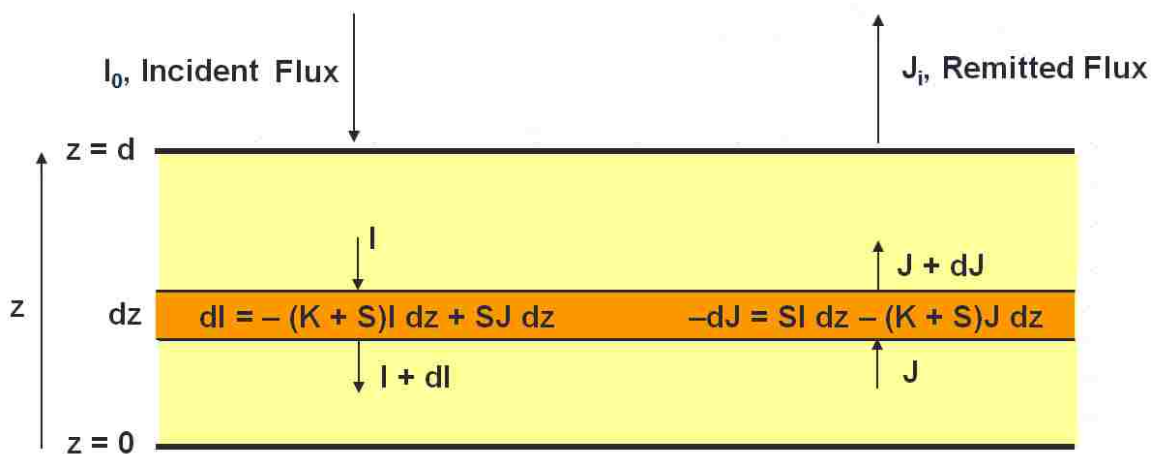 I₀, Incident Flux
Jᵢ, Remitted Flux
z = d
I
J + dJ
z
dz
dI = – (K + S)I dz + SJ dz
–dJ = SI dz – (K + S)J dz
I + dI
J
z = 0